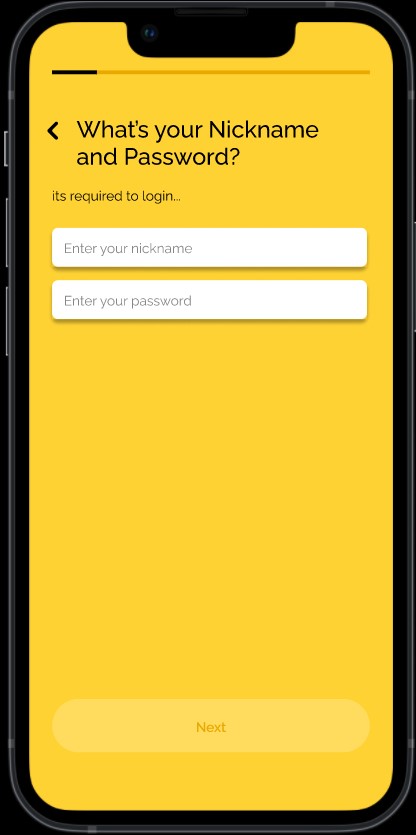 What's your Nickname
and Password?
its required to login...
Enter your nickname
Enter your password
Next